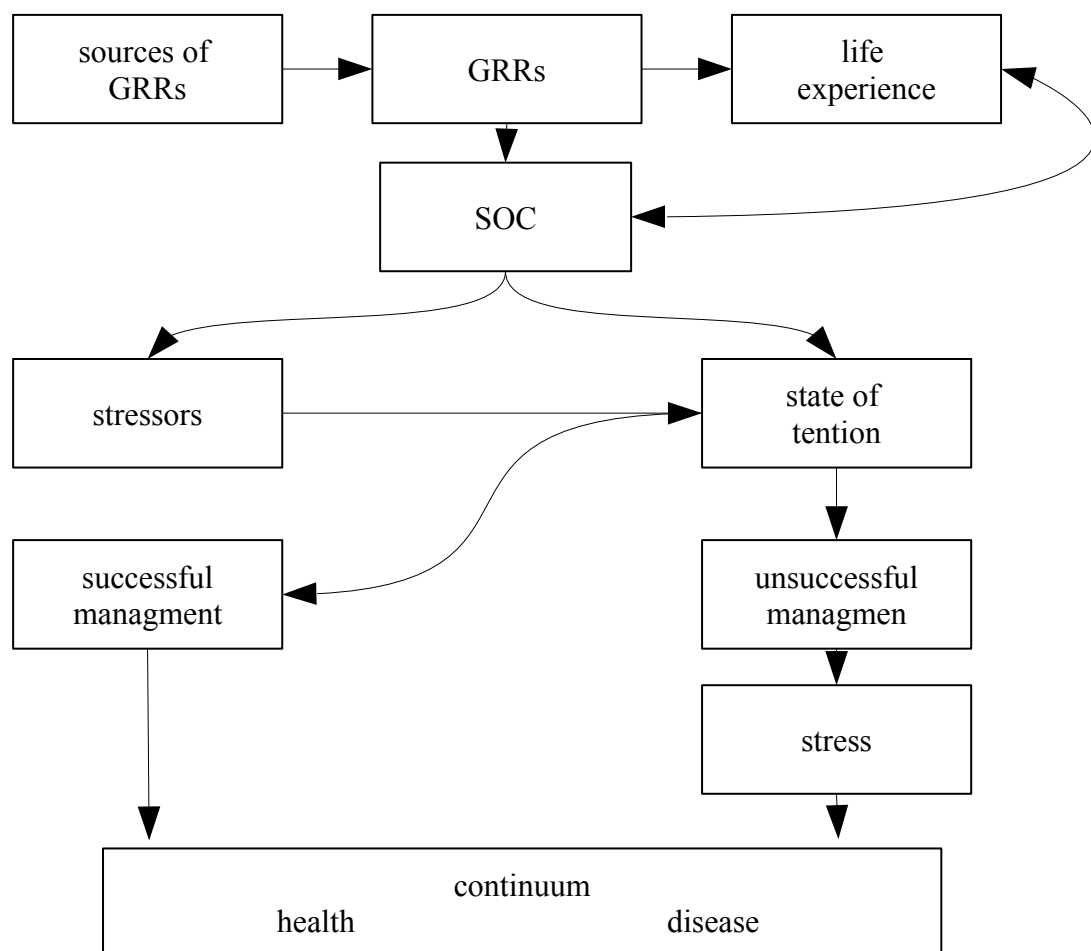 sources of
GRRs
GRRs
life
experience
SOC
stressors
state of
tention
successful
managment
unsuccessful
managmen
stress
continuum
health disease